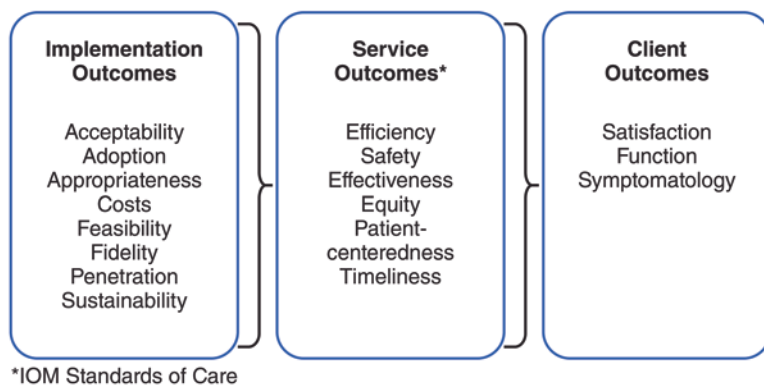 Implementation
Outcomes
Acceptability
Adoption
Appropriateness
Costs
Feasibility
Fidelity
Penetration
Sustainability
Service
Outcomes*
Efficiency
Safety
Effectiveness
Equity
Patient-
centeredness
Timeliness
Client
Outcomes
Satisfaction
Function
Symptomatology
*IOM Standards of Care